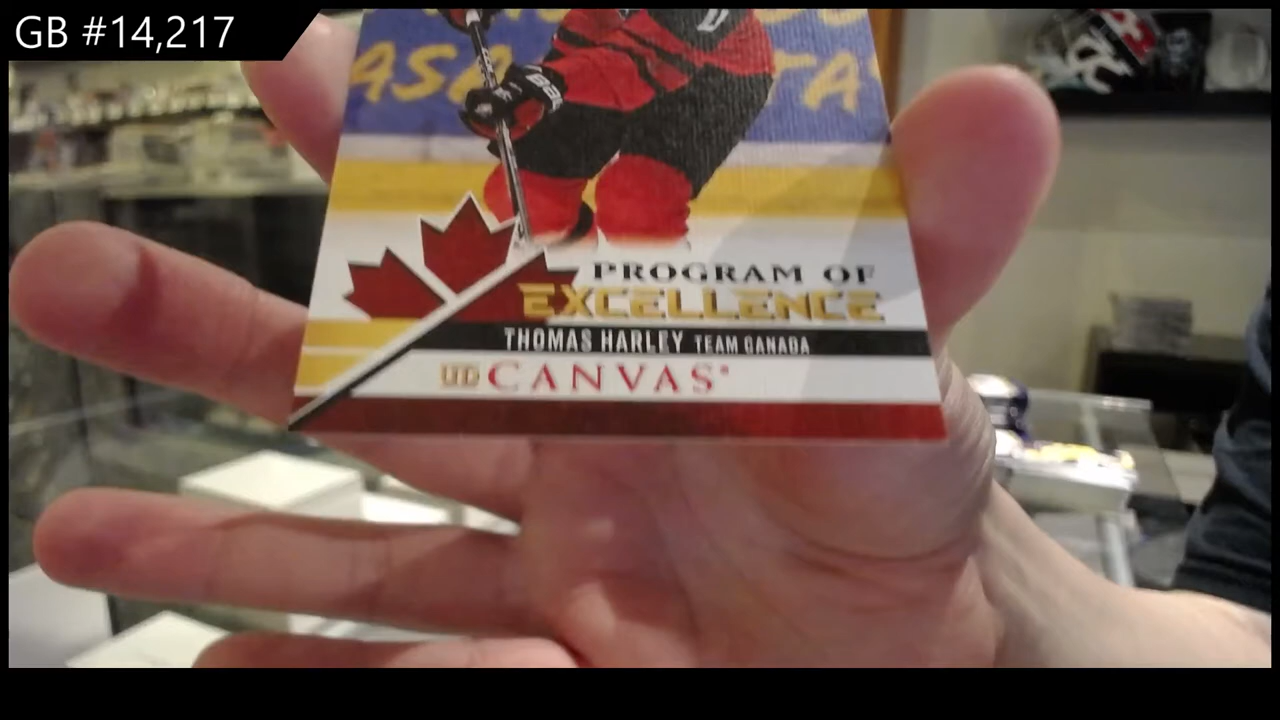 GB #14,217
PROGRAM OF
EXCELLENCE
THOMAS HARLEY TEAM CANADA
UD CANVAS